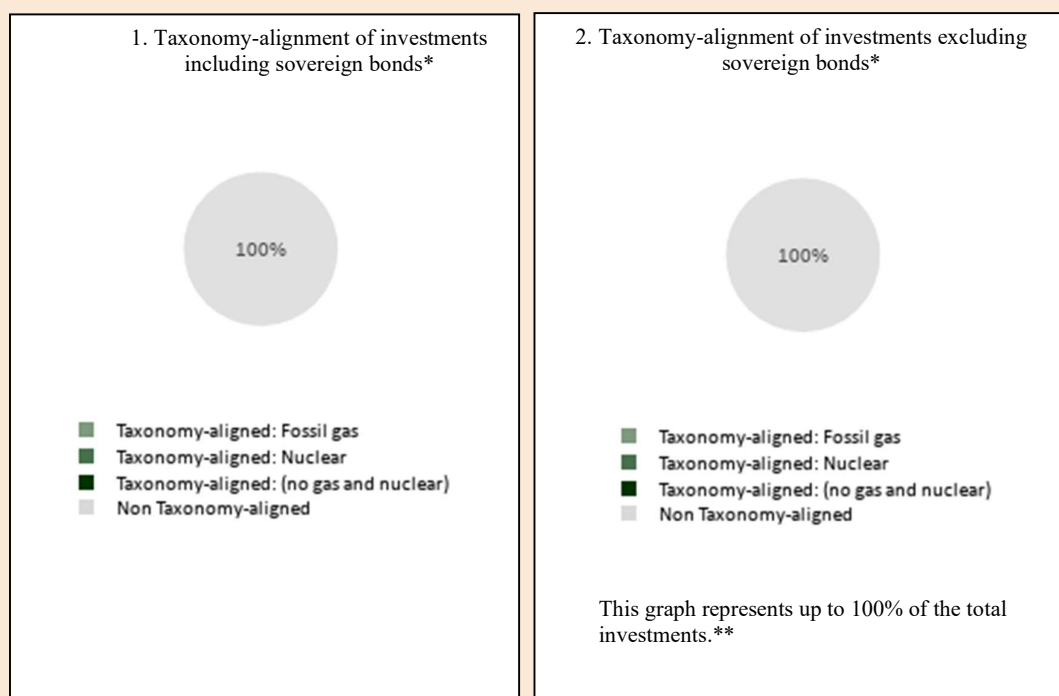 1. Taxonomy-alignment of investments
including sovereign bonds*
100%
Taxonomy-aligned: Fossil gas
Taxonomy-aligned: Nuclear
Taxonomy-aligned: (no gas and nuclear)
Non Taxonomy-aligned
2. Taxonomy-alignment of investments excluding
sovereign bonds*
100%
Taxonomy-aligned: Fossil gas
Taxonomy-aligned: Nuclear
Taxonomy-aligned: (no gas and nuclear)
Non Taxonomy-aligned
This graph represents up to 100% of the total
investments.**